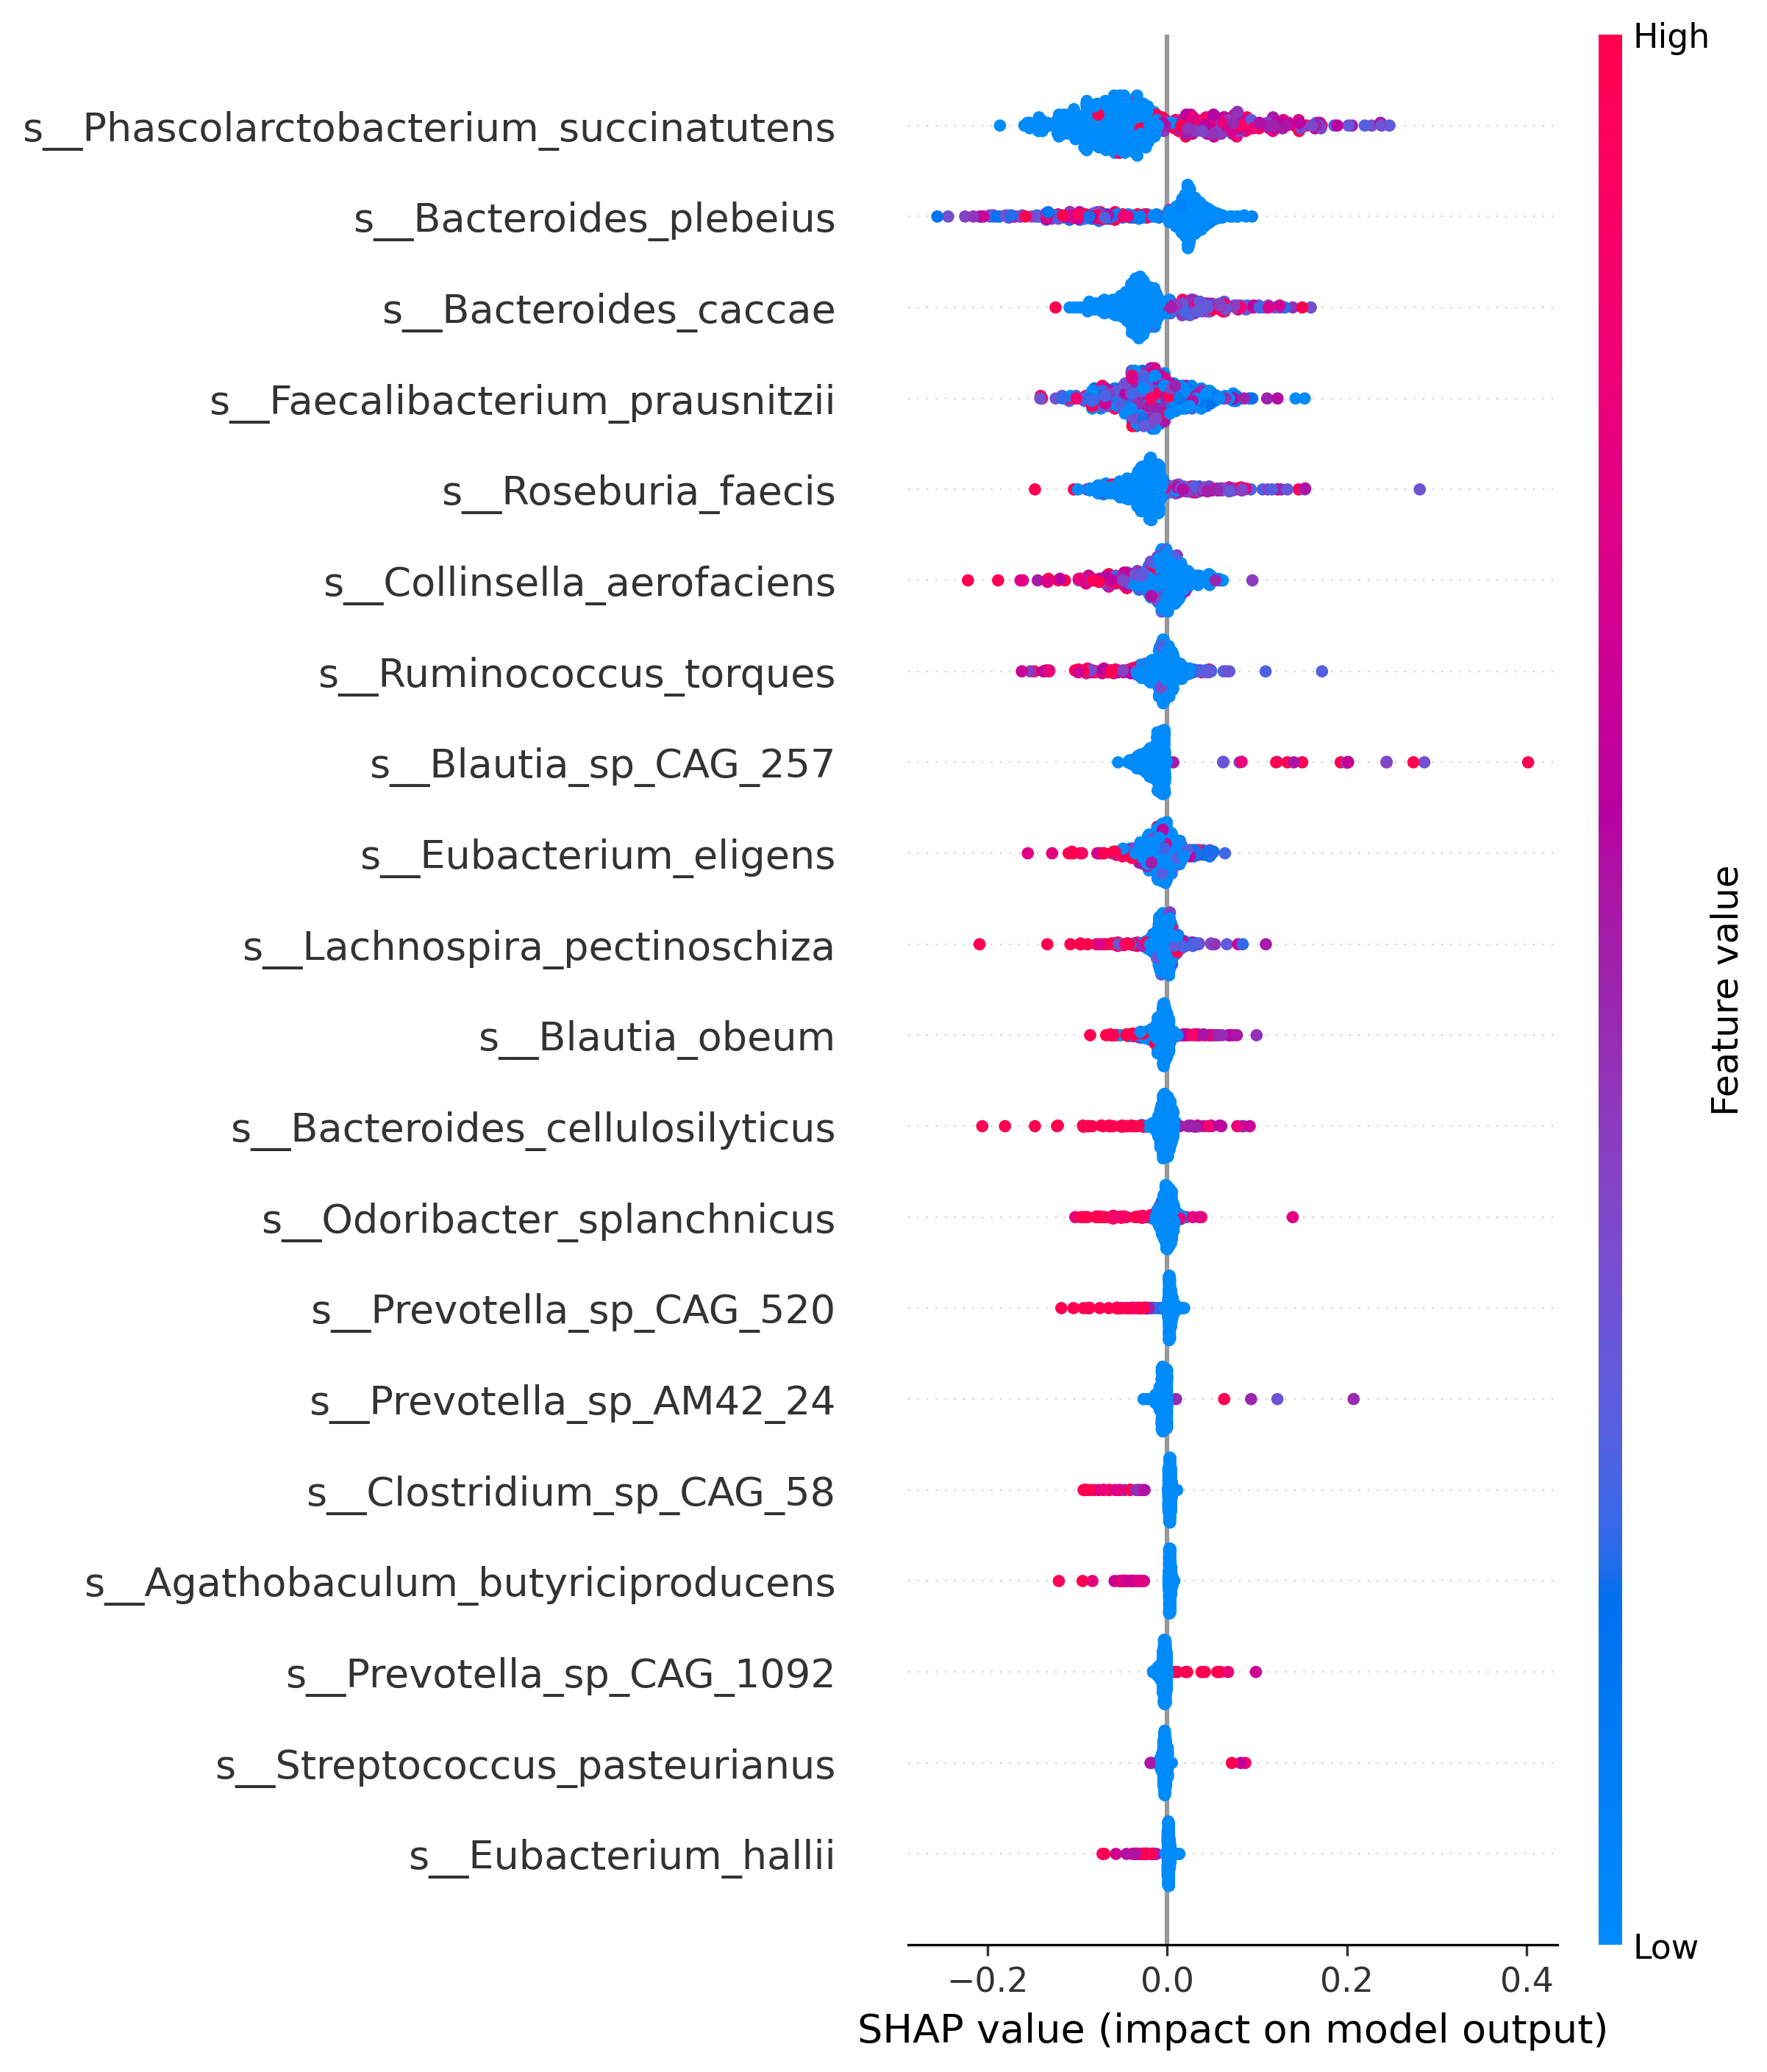 High
s__Phascolarctobacterium_succinatutens
s__Bacteroides_plebeius
s__Bacteroides_caccae
s__Faecalibacterium_prausnitzii
s__Roseburia_faecis
s__Collinsella_aerofaciens
s__Ruminococcus_torques
s__Blautia_sp_CAG_257
s__Eubacterium_eligens
s__Lachnospira_pectinoschiza
s__Blautia_obeum
s__Bacteroides_cellulosilyticus
s__Odoribacter_splanchnicus
s__Prevotella_sp_CAG_520
s__Prevotella_sp_AM42_24
s__Clostridium_sp_CAG_58
s__Agathobaculum_butyriciproducens
s__Prevotella_sp_CAG_1092
s__Streptococcus_pasteurianus
s__Eubacterium_hallii
Feature value
Low
−0.2 0.0 0.2 0.4
SHAP value (impact on model output)